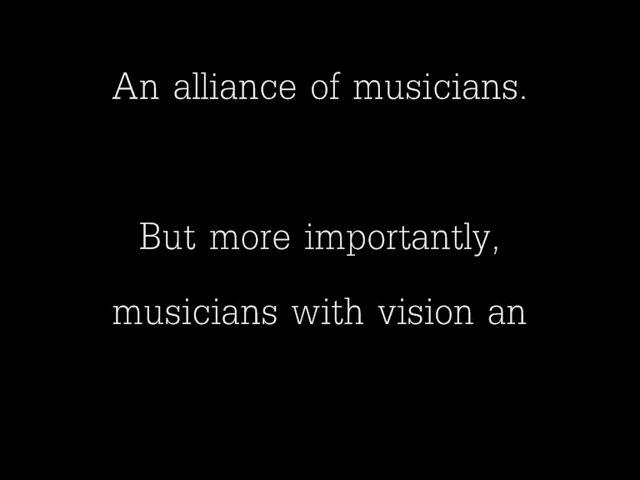 An alliance of musicians.
But more importantly,
musicians with vision an